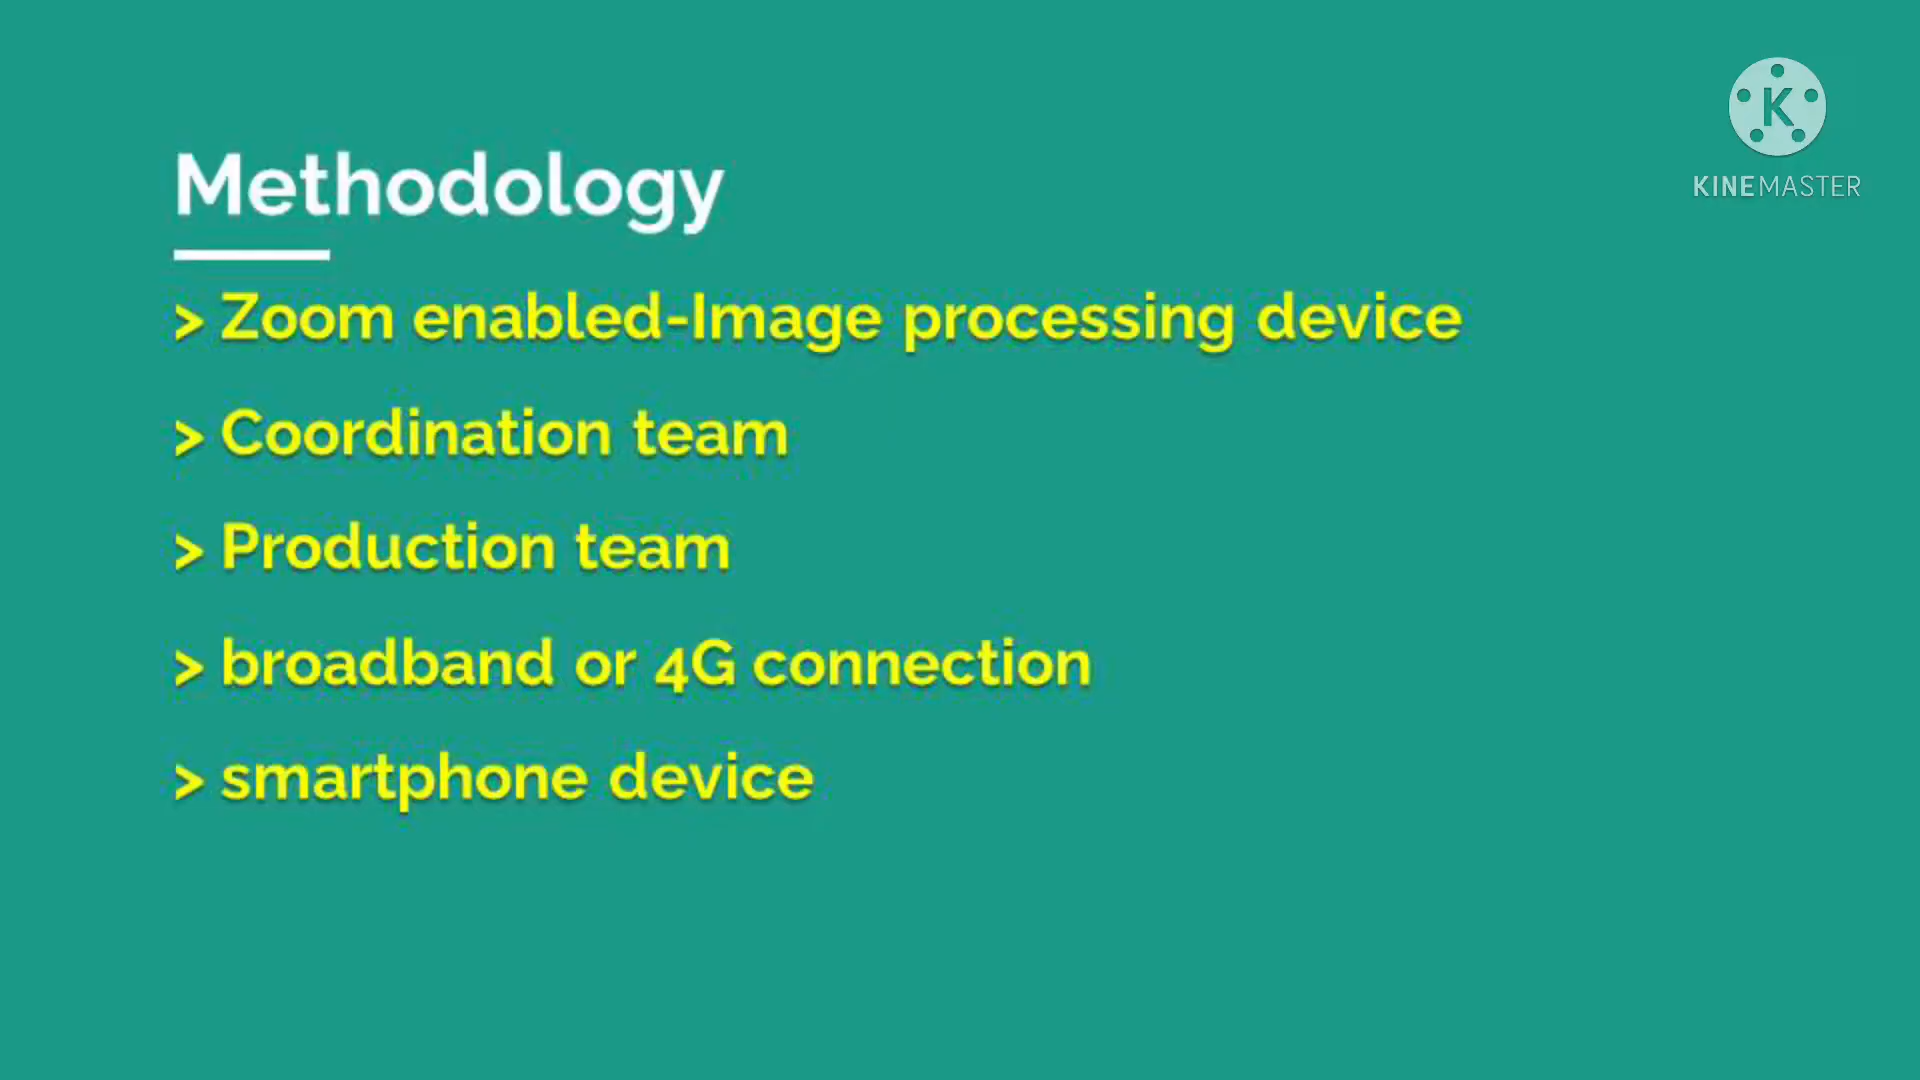 K
KINEMASTER
Methodology
> Zoom enabled-Image processing device
> Coordination team
> Production team
> broadband or 4G connection
> smartphone device